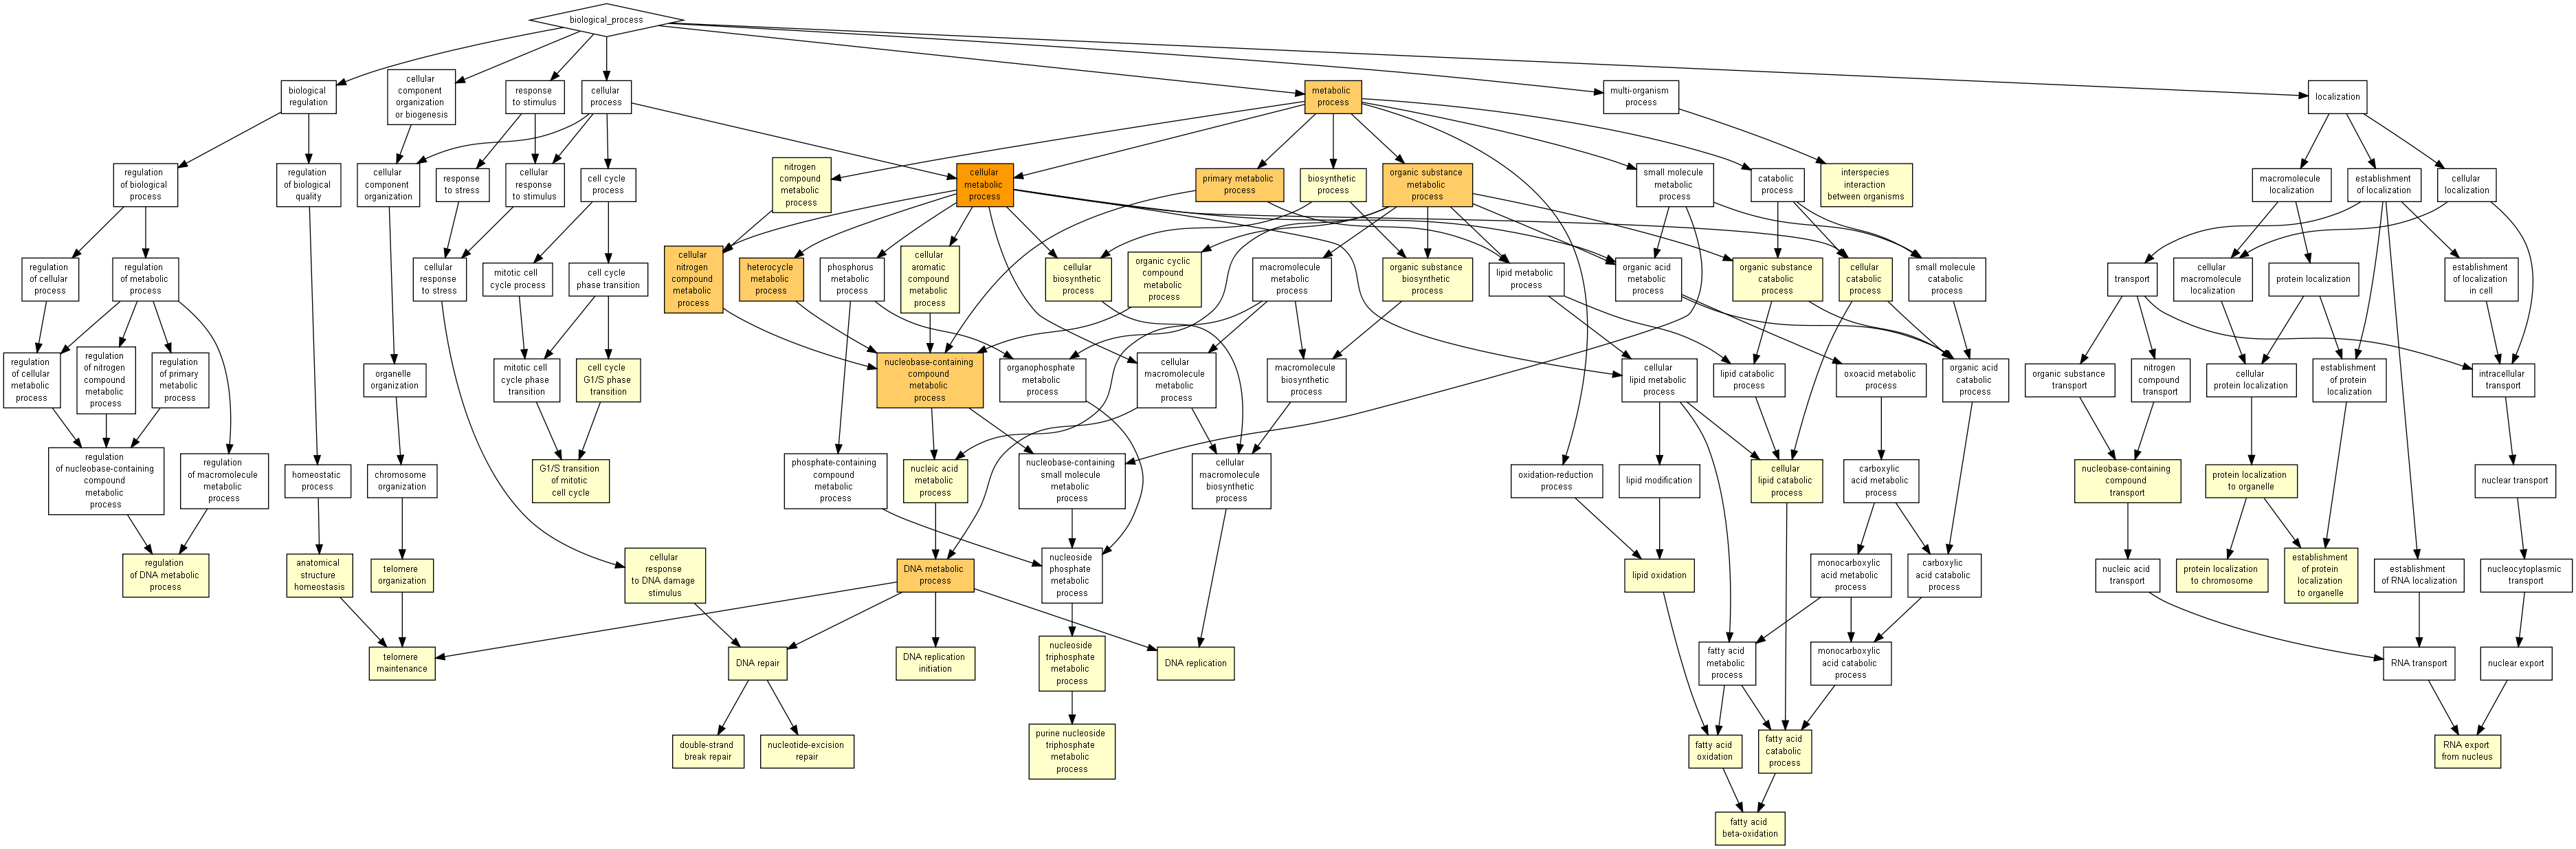 biological_process
biological
regulation
cellular
component
organization
or biogenesis
response
to stimulus
cellular
process
metabolic
process
multi-organism
process
localization
regulation
of biological
process
regulation
of biological
quality
cellular
component
organization
response
to stress
cellular
response
to stimulus
cell cycle
process
nitrogen
compound
metabolic
process
cellular
metabolic
process
primary metabolic
process
biosynthetic
process
organic substance
metabolic
process
small molecule
metabolic
process
catabolic
process
interspecies
interaction
between organisms
macromolecule
localization
establishment
of localization
cellular
localization
regulation
of cellular
process
regulation
of metabolic
process
cellular
response
to stress
mitotic cell
cycle process
cell cycle
phase transition
cellular
nitrogen
compound
metabolic
process
heterocycle
metabolic
process
phosphorus
metabolic
process
cellular
aromatic
compound
metabolic
process
cellular
biosynthetic
process
organic cyclic
compound
metabolic
process
macromolecule
metabolic
process
organic substance
biosynthetic
process
lipid metabolic
process
organic acid
metabolic
process
organic substance
catabolic
process
cellular
catabolic
process
small molecule
catabolic
process
transport
cellular
macromolecule
localization
protein localization
establishment
of localization
in cell
regulation
of cellular
metabolic
process
regulation
of nitrogen
compound
metabolic
process
regulation
of primary
metabolic
process
organelle
organization
mitotic cell
cycle phase
transition
cell cycle
G1/S phase
transition
nucleobase-containing
compound
metabolic
process
organophosphate
metabolic
process
cellular
macromolecule
metabolic
process
macromolecule
biosynthetic
process
cellular
lipid metabolic
process
lipid catabolic
process
oxoacid metabolic
process
organic acid
catabolic
process
organic substance
transport
nitrogen
compound
transport
cellular
protein localization
establishment
of protein
localization
intracellular
transport
regulation
of nucleobase-containing
compound
metabolic
process
regulation
of macromolecule
metabolic
process
homeostatic
process
chromosome
organization
G1/S transition
of mitotic
cell cycle
phosphate-containing
compound
metabolic
process
nucleic acid
metabolic
process
nucleobase-containing
small molecule
metabolic
process
cellular
macromolecule
biosynthetic
process
oxidation-reduction
process
lipid modification
cellular
lipid catabolic
process
carboxylic
acid metabolic
process
nucleobase-containing
compound
transport
protein localization
to organelle
nuclear transport
regulation
of DNA metabolic
process
anatomical
structure
homeostasis
telomere
organization
cellular
response
to DNA damage
stimulus
DNA metabolic
process
nucleoside
phosphate
metabolic
process
lipid oxidation
monocarboxylic
acid metabolic
process
carboxylic
acid catabolic
process
nucleic acid
transport
protein localization
to chromosome
establishment
of protein
localization
to organelle
establishment
of RNA localization
nucleocytoplasmic
transport
telomere
maintenance
DNA repair
DNA replication
initiation
nucleoside
triphosphate
metabolic
process
DNA replication
fatty acid
metabolic
process
monocarboxylic
acid catabolic
process
RNA transport
nuclear export
double-strand
break repair
nucleotide-excision
repair
purine nucleoside
triphosphate
metabolic
process
fatty acid
oxidation
fatty acid
catabolic
process
RNA export
from nucleus
fatty acid
beta-oxidation